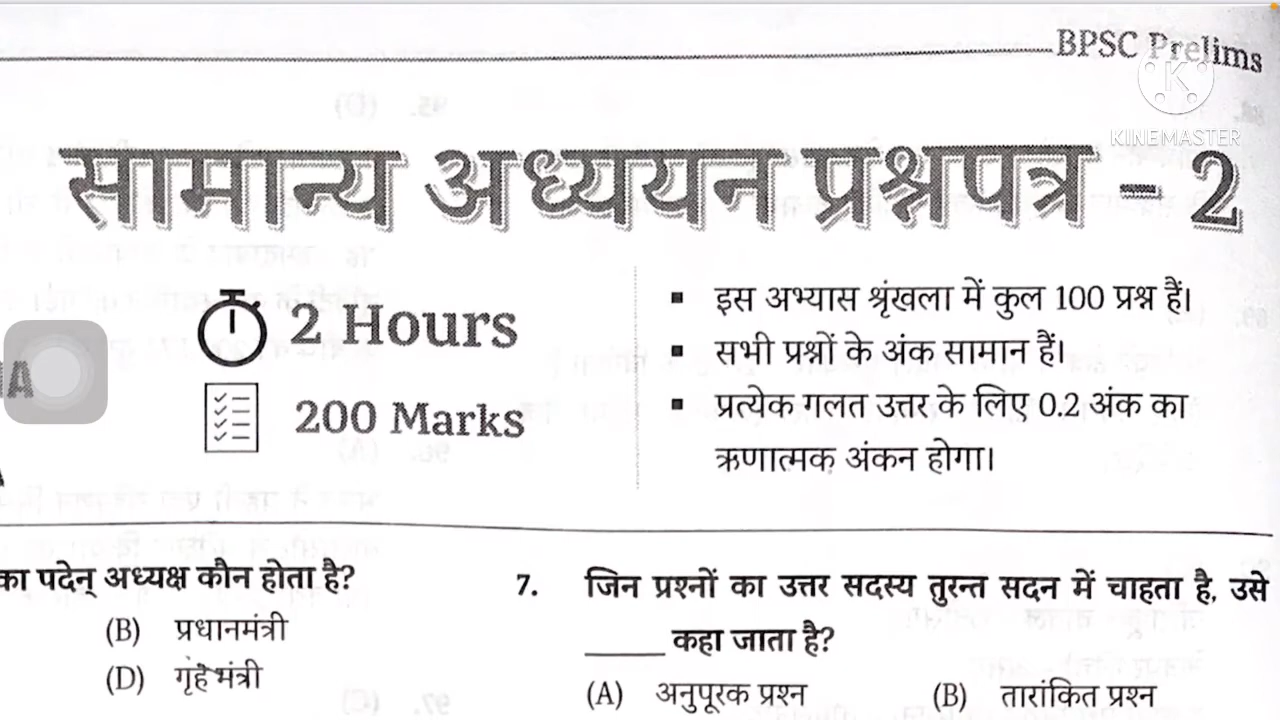 BPSC Prelims
KINEMASTER
सामान्य अध्ययन प्रश्नपत्र - 2
2 Hours
200 Marks
▪ इस अभ्यास श्रृंखला में कुल 100 प्रश्न हैं।
▪ सभी प्रश्नों के अंक सामान हैं।
▪ प्रत्येक गलत उत्तर के लिए 0.2 अंक का
ऋणात्मक अंकन होगा।
का पदेन् अध्यक्ष कौन होता है?
(B) प्रधानमंत्री
(D) गृहे मंत्री
7. जिन प्रश्नों का उत्तर सदस्य तुरन्त सदन में चाहता है, उसे
_____ कहा जाता है?
(A) अनुपूरक प्रश्न (B) तारांकित प्रश्न